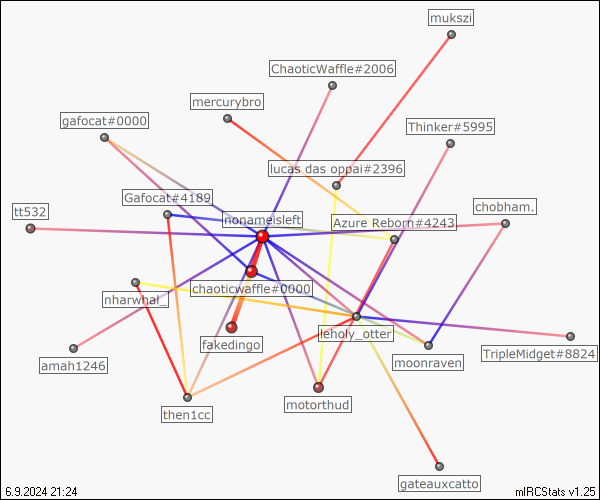 mukszi
ChaoticWaffle#2006
mercurybro
gafocat#0000
Thinker#5995
lucas das oppai#2396
Gafocat#4189
chobham.
tt532
nonameisleft
Azure Reborn#4243
chaoticwaffle#0000
nharwhal_
leholy_otter
fakedingo
TripleMidget#8824
amah1246
moonraven
motorthud
then1cc
gateauxcatto
6.9.2024 21:24
mIRCStats v1.25